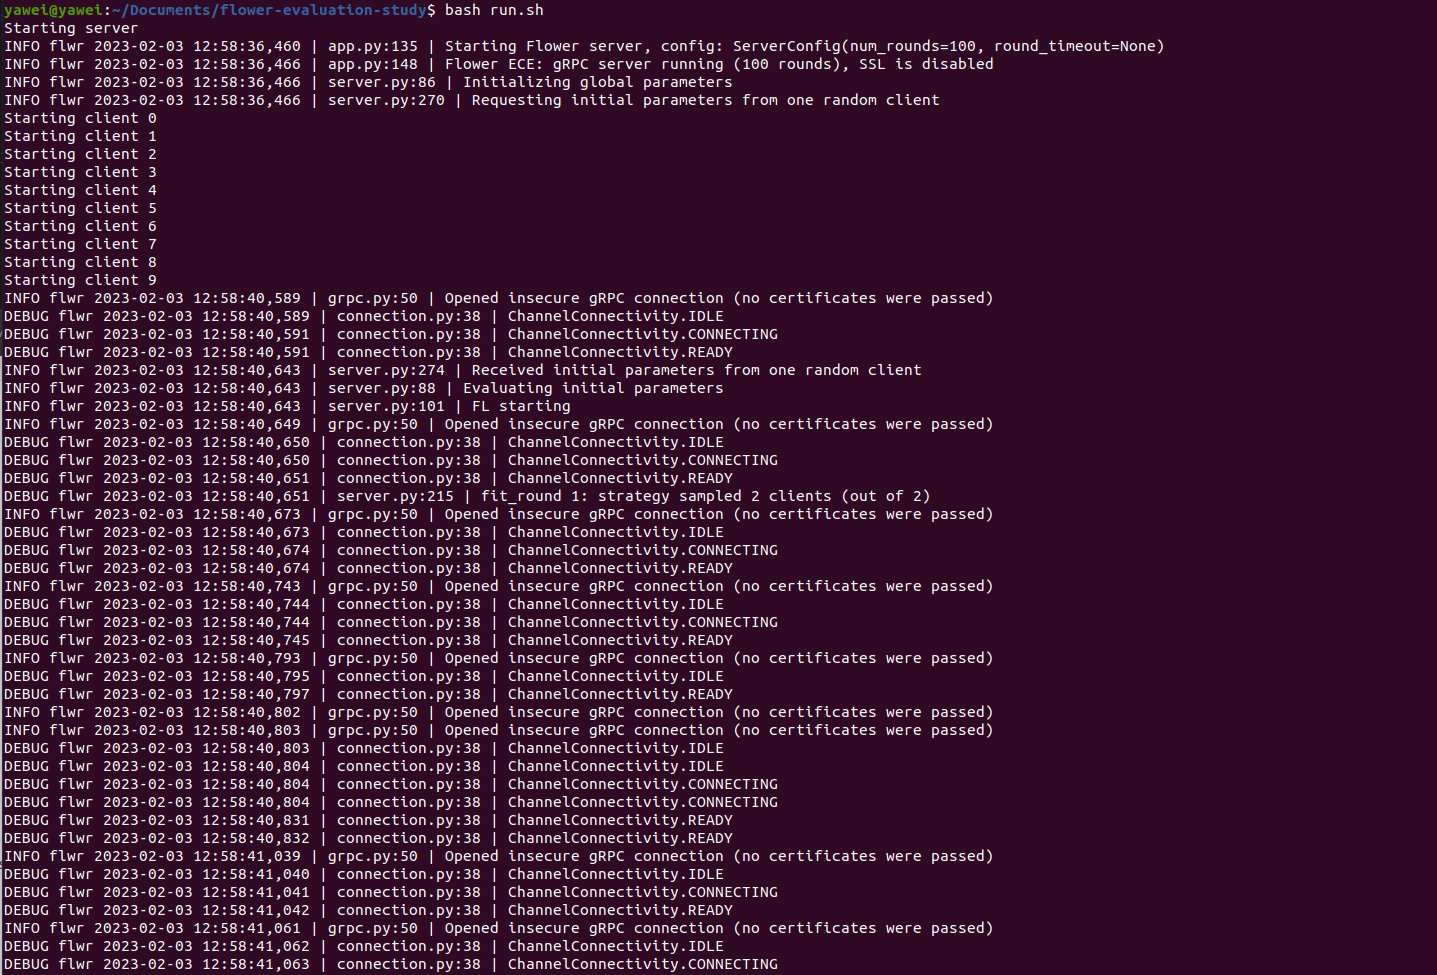 yawei@yawei:~/Documents/flower-evaluation-study$ bash run.sh
Starting server
INFO flwr 2023-02-03 12:58:36,460 | app.py:135 | Starting Flower server, config: ServerConfig(num_rounds=100, round_timeout=None)
INFO flwr 2023-02-03 12:58:36,466 | app.py:148 | Flower ECE: gRPC server running (100 rounds), SSL is disabled
INFO flwr 2023-02-03 12:58:36,466 | server.py:86 | Initializing global parameters
INFO flwr 2023-02-03 12:58:36,466 | server.py:270 | Requesting initial parameters from one random client
Starting client 0
Starting client 1
Starting client 2
Starting client 3
Starting client 4
Starting client 5
Starting client 6
Starting client 7
Starting client 8
Starting client 9
INFO flwr 2023-02-03 12:58:40,589 | grpc.py:50 | Opened insecure gRPC connection (no certificates were passed)
DEBUG flwr 2023-02-03 12:58:40,589 | connection.py:38 | ChannelConnectivity.IDLE
DEBUG flwr 2023-02-03 12:58:40,591 | connection.py:38 | ChannelConnectivity.CONNECTING
DEBUG flwr 2023-02-03 12:58:40,591 | connection.py:38 | ChannelConnectivity.READY
INFO flwr 2023-02-03 12:58:40,643 | server.py:274 | Received initial parameters from one random client
INFO flwr 2023-02-03 12:58:40,643 | server.py:88 | Evaluating initial parameters
INFO flwr 2023-02-03 12:58:40,643 | server.py:101 | FL starting
INFO flwr 2023-02-03 12:58:40,649 | grpc.py:50 | Opened insecure gRPC connection (no certificates were passed)
DEBUG flwr 2023-02-03 12:58:40,650 | connection.py:38 | ChannelConnectivity.IDLE
DEBUG flwr 2023-02-03 12:58:40,650 | connection.py:38 | ChannelConnectivity.CONNECTING
DEBUG flwr 2023-02-03 12:58:40,651 | connection.py:38 | ChannelConnectivity.READY
DEBUG flwr 2023-02-03 12:58:40,651 | server.py:215 | fit_round 1: strategy sampled 2 clients (out of 2)
INFO flwr 2023-02-03 12:58:40,673 | grpc.py:50 | Opened insecure gRPC connection (no certificates were passed)
DEBUG flwr 2023-02-03 12:58:40,673 | connection.py:38 | ChannelConnectivity.IDLE
DEBUG flwr 2023-02-03 12:58:40,674 | connection.py:38 | ChannelConnectivity.CONNECTING
DEBUG flwr 2023-02-03 12:58:40,674 | connection.py:38 | ChannelConnectivity.READY
INFO flwr 2023-02-03 12:58:40,743 | grpc.py:50 | Opened insecure gRPC connection (no certificates were passed)
DEBUG flwr 2023-02-03 12:58:40,744 | connection.py:38 | ChannelConnectivity.IDLE
DEBUG flwr 2023-02-03 12:58:40,744 | connection.py:38 | ChannelConnectivity.CONNECTING
DEBUG flwr 2023-02-03 12:58:40,745 | connection.py:38 | ChannelConnectivity.READY
INFO flwr 2023-02-03 12:58:40,793 | grpc.py:50 | Opened insecure gRPC connection (no certificates were passed)
DEBUG flwr 2023-02-03 12:58:40,795 | connection.py:38 | ChannelConnectivity.IDLE
DEBUG flwr 2023-02-03 12:58:40,797 | connection.py:38 | ChannelConnectivity.READY
INFO flwr 2023-02-03 12:58:40,802 | grpc.py:50 | Opened insecure gRPC connection (no certificates were passed)
INFO flwr 2023-02-03 12:58:40,803 | grpc.py:50 | Opened insecure gRPC connection (no certificates were passed)
DEBUG flwr 2023-02-03 12:58:40,803 | connection.py:38 | ChannelConnectivity.IDLE
DEBUG flwr 2023-02-03 12:58:40,804 | connection.py:38 | ChannelConnectivity.IDLE
DEBUG flwr 2023-02-03 12:58:40,804 | connection.py:38 | ChannelConnectivity.CONNECTING
DEBUG flwr 2023-02-03 12:58:40,804 | connection.py:38 | ChannelConnectivity.CONNECTING
DEBUG flwr 2023-02-03 12:58:40,831 | connection.py:38 | ChannelConnectivity.READY
DEBUG flwr 2023-02-03 12:58:40,832 | connection.py:38 | ChannelConnectivity.READY
INFO flwr 2023-02-03 12:58:41,039 | grpc.py:50 | Opened insecure gRPC connection (no certificates were passed)
DEBUG flwr 2023-02-03 12:58:41,040 | connection.py:38 | ChannelConnectivity.IDLE
DEBUG flwr 2023-02-03 12:58:41,041 | connection.py:38 | ChannelConnectivity.CONNECTING
DEBUG flwr 2023-02-03 12:58:41,042 | connection.py:38 | ChannelConnectivity.READY
INFO flwr 2023-02-03 12:58:41,061 | grpc.py:50 | Opened insecure gRPC connection (no certificates were passed)
DEBUG flwr 2023-02-03 12:58:41,062 | connection.py:38 | ChannelConnectivity.IDLE
DEBUG flwr 2023-02-03 12:58:41,063 | connection.py:38 | ChannelConnectivity.CONNECTING